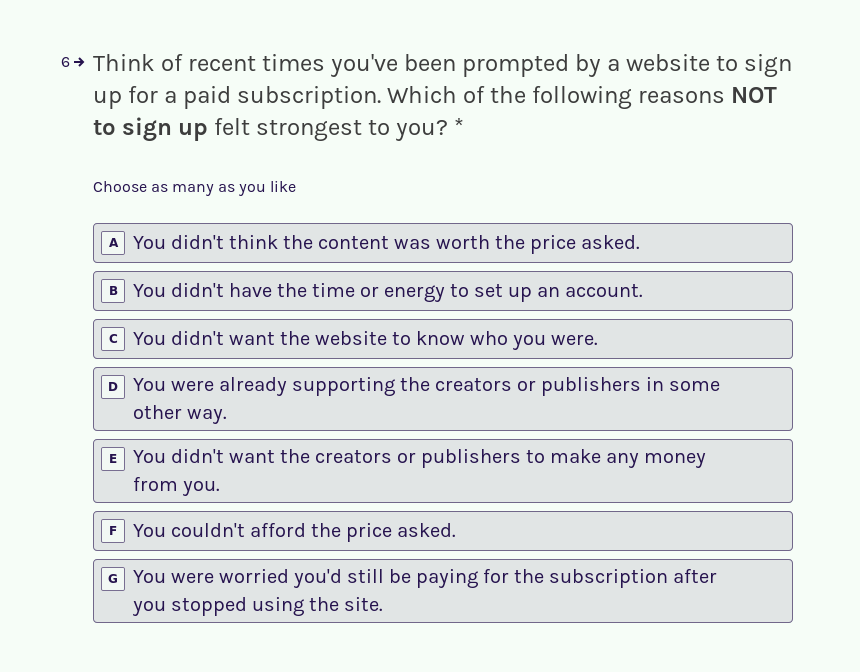 6→ Think of recent times you've been prompted by a website to sign
up for a paid subscription. Which of the following reasons NOT
to sign up felt strongest to you? *
Choose as many as you like
A You didn't think the content was worth the price asked.
B You didn't have the time or energy to set up an account.
C You didn't want the website to know who you were.
D You were already supporting the creators or publishers in some
other way.
E You didn't want the creators or publishers to make any money
from you.
F You couldn't afford the price asked.
G You were worried you'd still be paying for the subscription after
you stopped using the site.